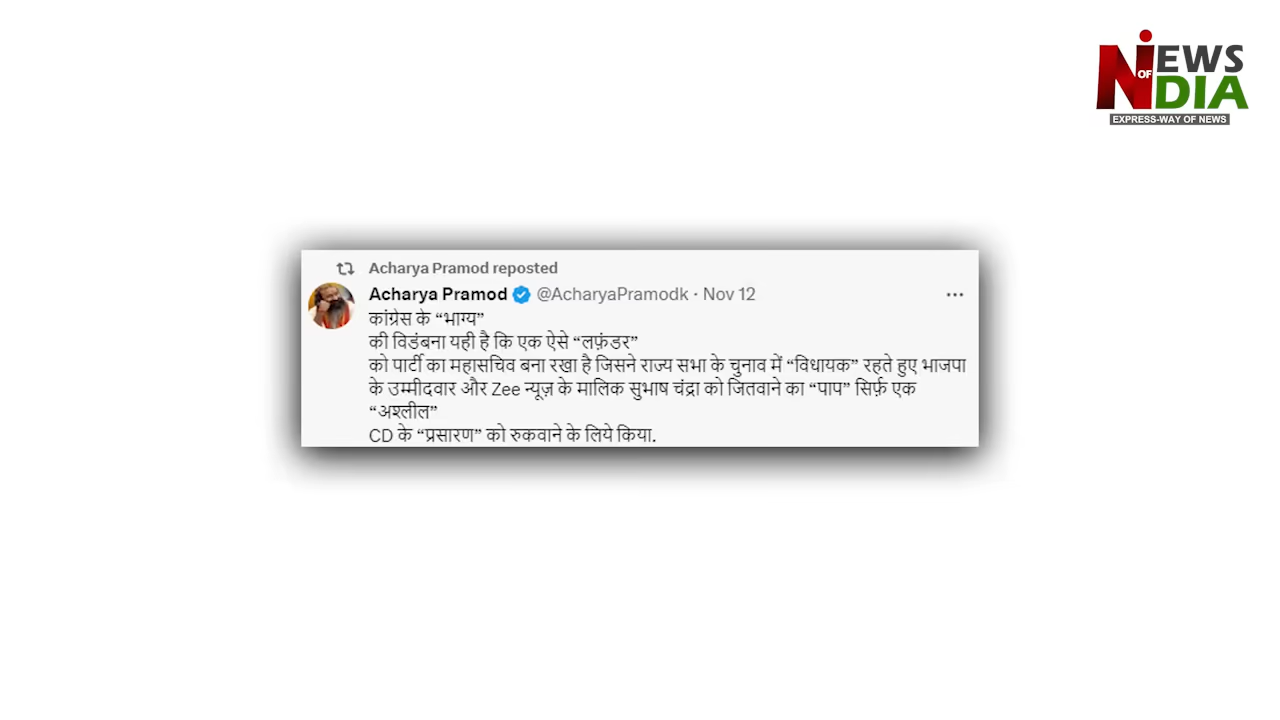 NEWS
OF
INDIA
EXPRESS-WAY OF NEWS
Acharya Pramod reposted
Acharya Pramod @AcharyaPramodk · Nov 12
कांग्रेस के “भाग्य”
की विडंबना यही है कि एक ऐसे “लफ़ंडर”
को पार्टी का महासचिव बना रखा है जिसने राज्य सभा के चुनाव में “विधायक” रहते हुए भाजपा
के उम्मीदवार और Zee न्यूज़ के मालिक सुभाष चंद्रा को जितवाने का “पाप” सिर्फ़ एक
“अश्लील”
CD के “प्रसारण” को रुकवाने के लिये किया.